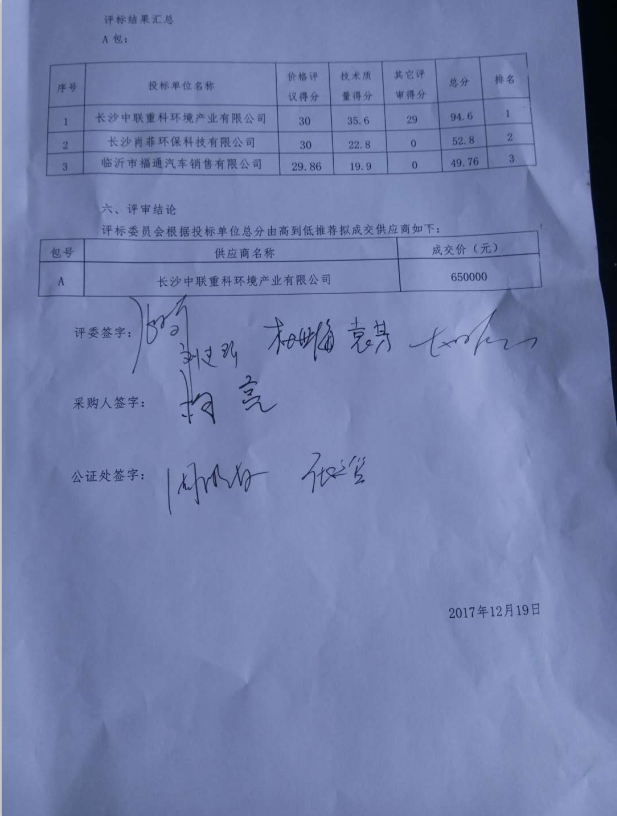 评标结果汇总
A 包：
序号 投标单位名称 价格评议得分 技术质量得分 其它评审得分 总分 排名
1 长沙中联重科环境产业有限公司 30 35.6 29 94.6 1
2 长沙肖菲环保科技有限公司 30 22.8 0 52.8 2
3 临沂市福通汽车销售有限公司 29.86 19.9 0 49.76 3
六、评审结论
评标委员会根据投标单位总分由高到低推荐拟成交供应商如下：
包号 供应商名称 成交价（元）
A 长沙中联重科环境产业有限公司 650000
评委签字：
采购人签字：
公证处签字：
2017年12月19日